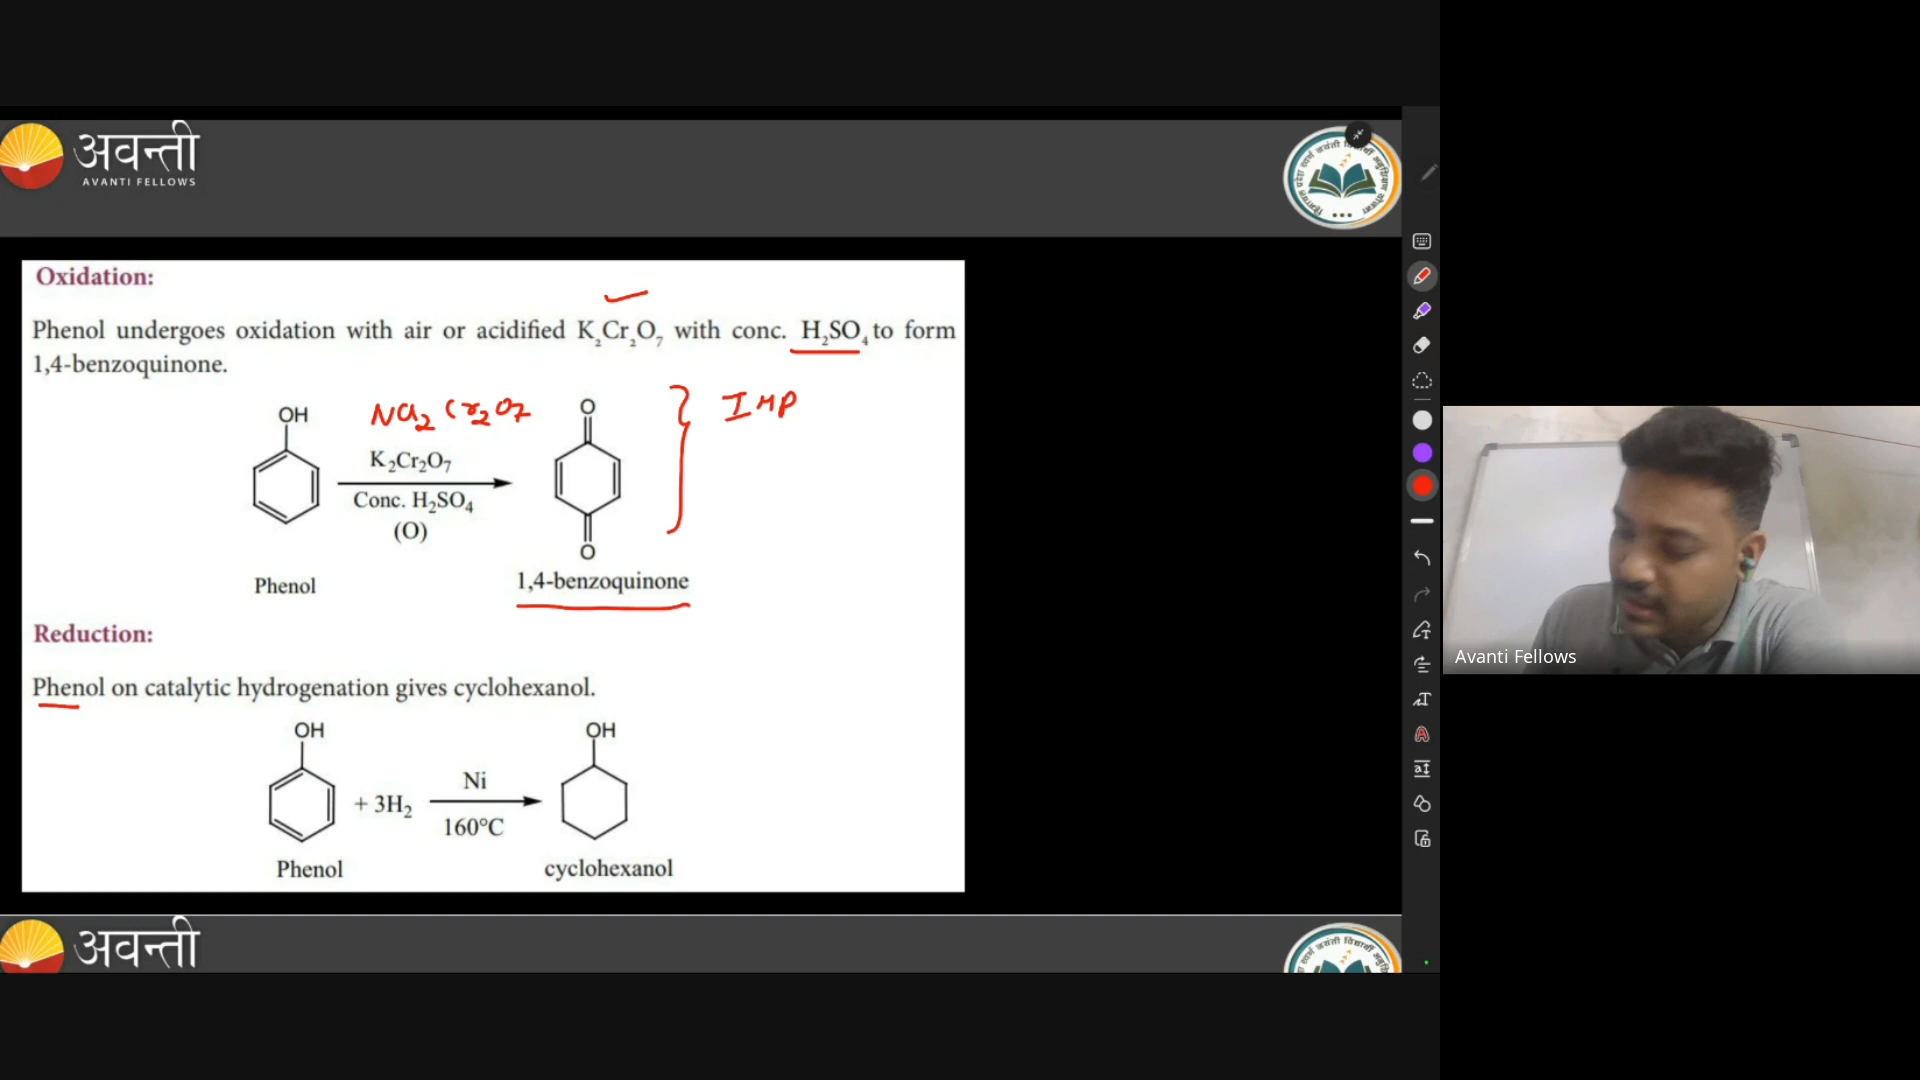 अवन्ती
AVANTI FELLOWS
Oxidation:
Phenol undergoes oxidation with air or acidified K₂Cr₂O₇ with conc. H₂SO₄ to form
1,4-benzoquinone.
OH
Na₂Cr₂O₇
O
IMP
K₂Cr₂O₇
Conc. H₂SO₄
(O)
O
Phenol
1,4-benzoquinone
Reduction:
Phenol on catalytic hydrogenation gives cyclohexanol.
OH
OH
Ni
+ 3H₂
160°C
Phenol
cyclohexanol
Avanti Fellows
अवन्ती